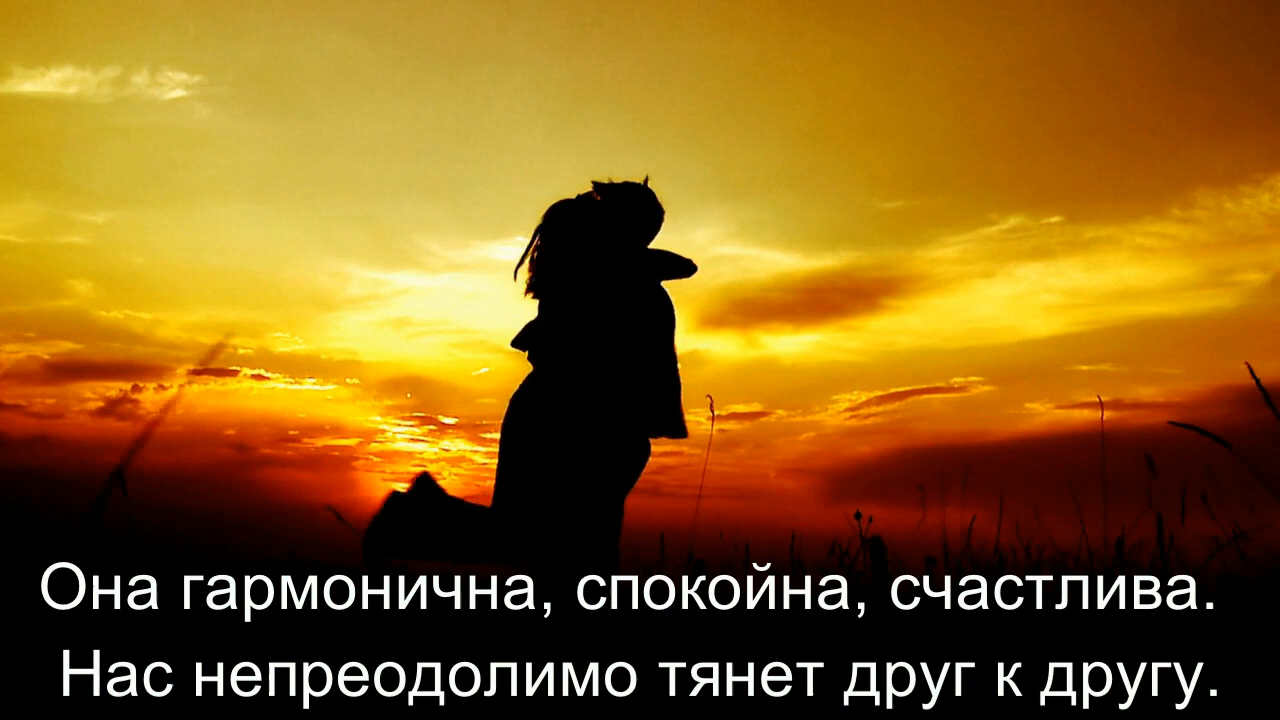 Она гармонична, спокойна, счастлива.
Нас непреодолимо тянет друг к другу.